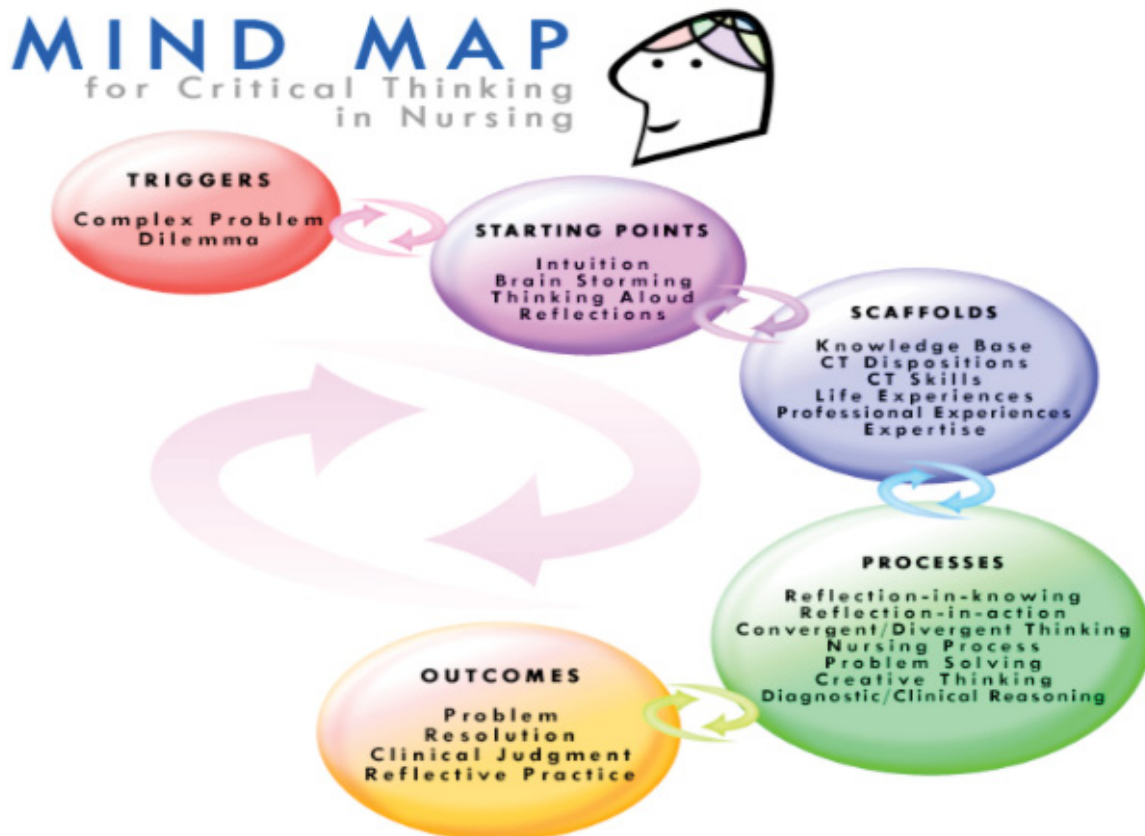 MIND MAP
for Critical Thinking
in Nursing
TRIGGERS
Complex Problem
Dilemma
STARTING POINTS
Intuition
Brain Storming
Thinking Aloud
Reflections
SCAFFOLDS
Knowledge Base
CT Dispositions
CT Skills
Life Experiences
Professional Experiences
Expertise
PROCESSES
Reflection-in-knowing
Reflection-in-action
Convergent/Divergent Thinking
Nursing Process
Problem Solving
Creative Thinking
Diagnostic/Clinical Reasoning
OUTCOMES
Problem
Resolution
Clinical Judgment
Reflective Practice